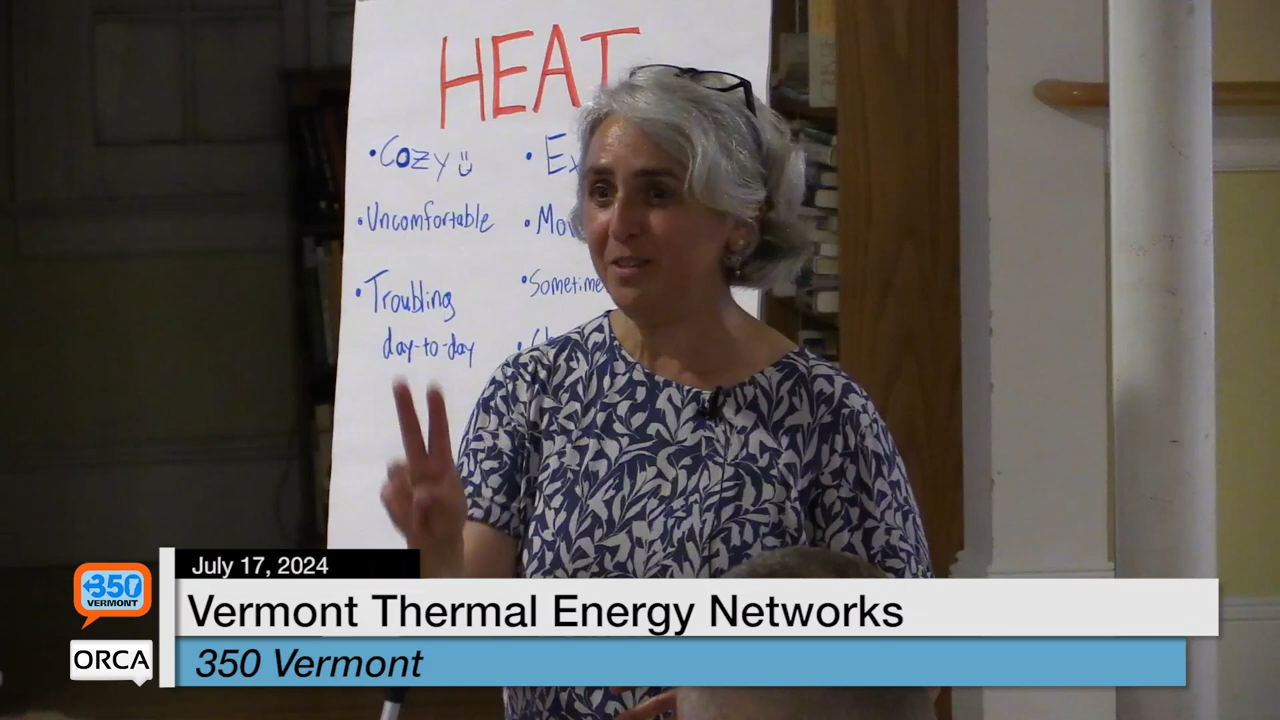 HEAT
• Cozy
• Uncomfortable
• Troubling
day-to-day
350
VERMONT
ORCA
July 17, 2024
Vermont Thermal Energy Networks
350 Vermont